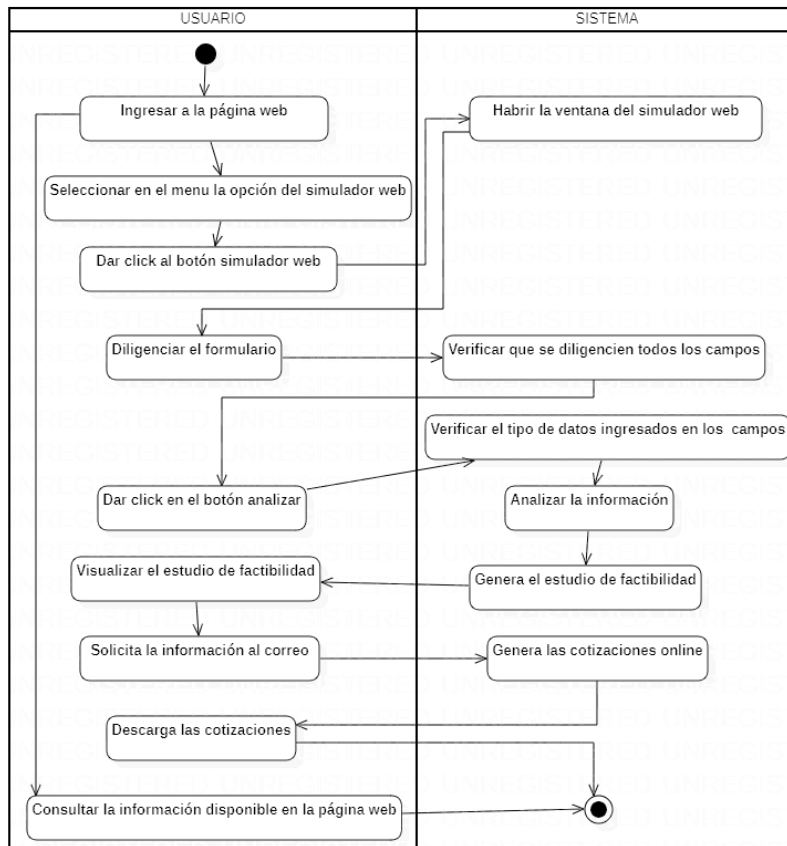 USUARIO
SISTEMA
Ingresar a la página web
Habrir la ventana del simulador web
Seleccionar en el menu la opción del simulador web
Dar click al botón simulador web
Diligenciar el formulario
Verificar que se diligencien todos los campos
Verificar el tipo de datos ingresados en los campos
Dar click en el botón analizar
Analizar la información
Visualizar el estudio de factibilidad
Genera el estudio de factibilidad
Solicita la información al correo
Genera las cotizaciones online
Descarga las cotizaciones
Consultar la información disponible en la página web